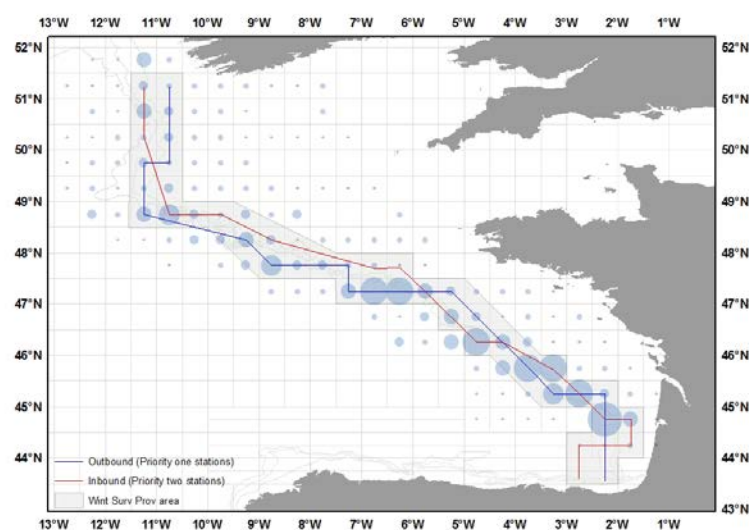 13°W 12°W 11°W 10°W 9°W 8°W 7°W 6°W 5°W 4°W 3°W 2°W 1°W
52°N 52°N
51°N 51°N
50°N 50°N
49°N 49°N
48°N 48°N
47°N 47°N
46°N 46°N
45°N 45°N
44°N 44°N
43°N 43°N
Outbound (Priority one stations)
Inbound (Priority two stations)
Wint Surv Prov area
13°W 12°W 11°W 10°W 9°W 8°W 7°W 6°W 5°W 4°W 3°W 2°W 1°W